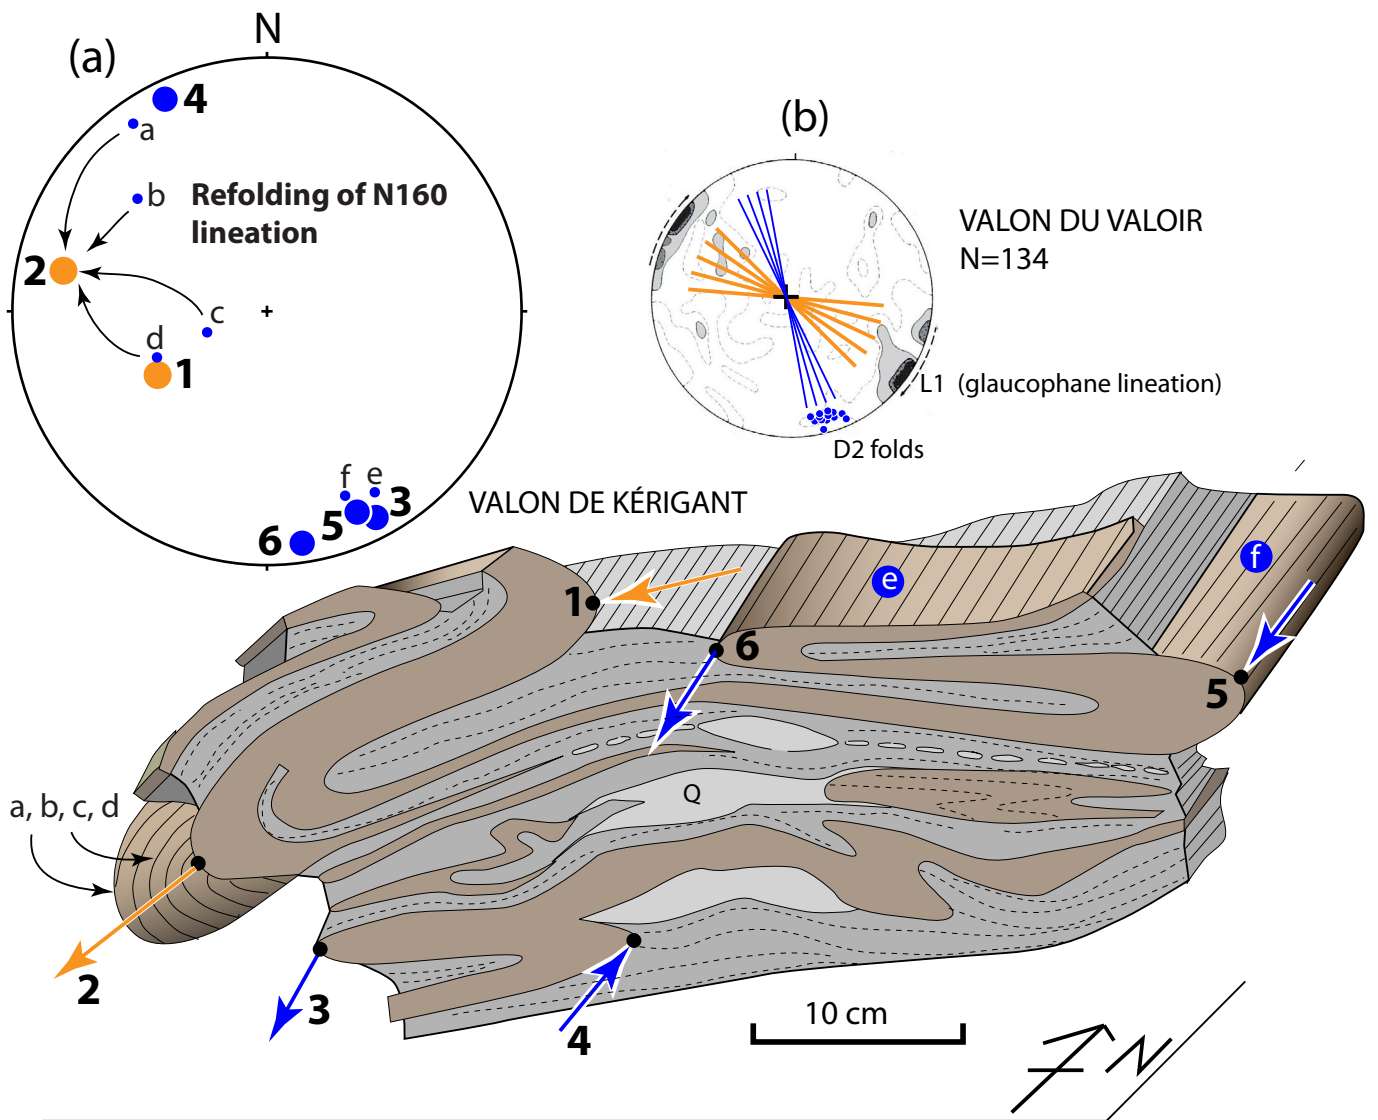 (a)
N
4
a
b
Refolding of N160
lineation
2
c
d
1
f
e
3
5
6
(b)
VALON DU VALOIR
N=134
L1 (glaucophane lineation)
D2 folds
VALON DE KÉRIGANT
1
6
e
f
5
Q
a, b, c, d
2
3
4
10 cm
N